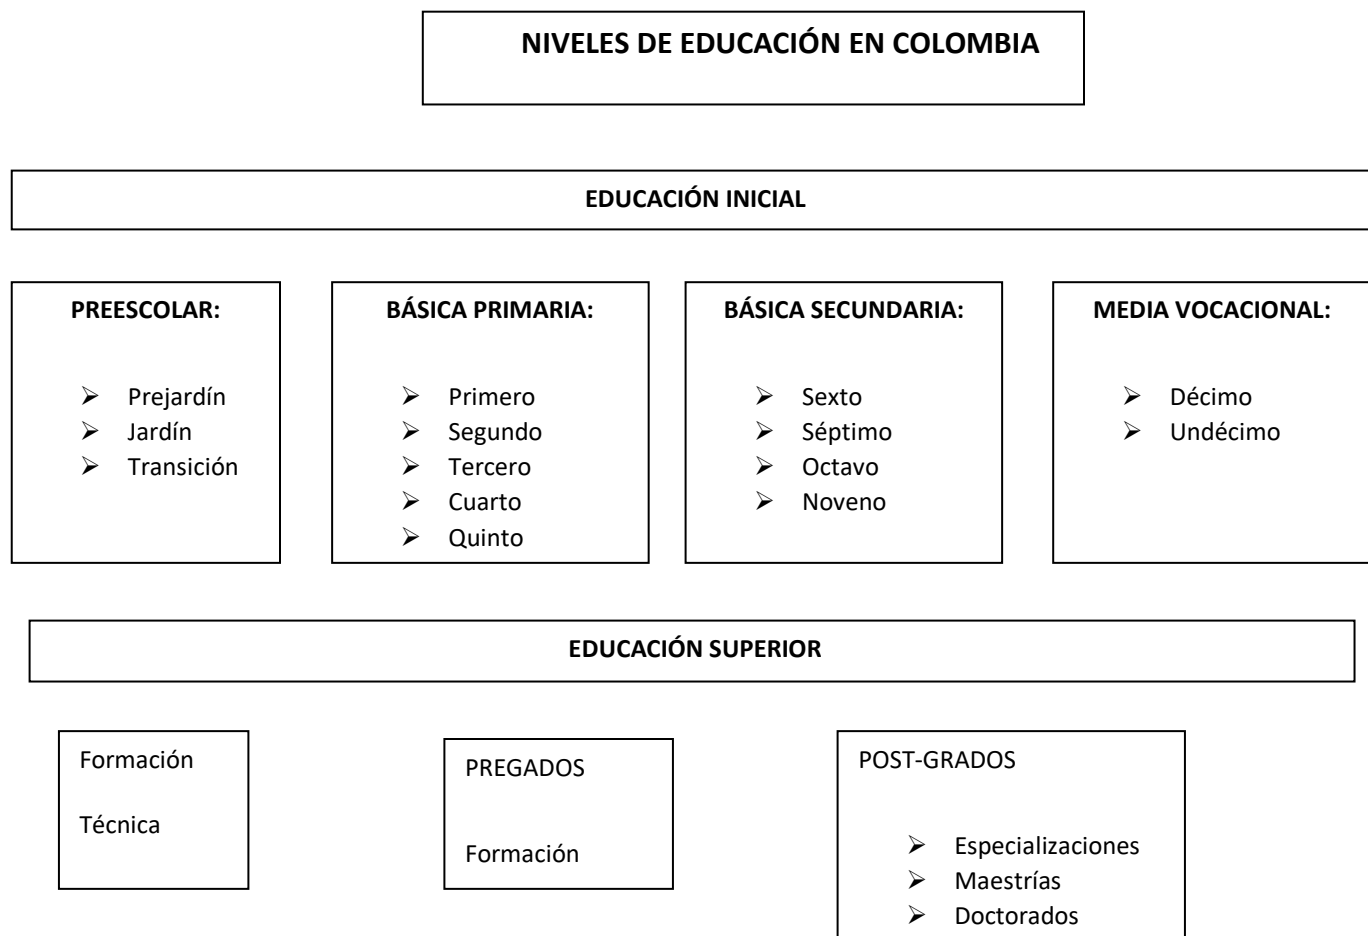 NIVELES DE EDUCACIÓN EN COLOMBIA
EDUCACIÓN INICIAL
PREESCOLAR:
➢ Prejardín
➢ Jardín
➢ Transición
BÁSICA PRIMARIA:
➢ Primero
➢ Segundo
➢ Tercero
➢ Cuarto
➢ Quinto
BÁSICA SECUNDARIA:
➢ Sexto
➢ Séptimo
➢ Octavo
➢ Noveno
MEDIA VOCACIONAL:
➢ Décimo
➢ Undécimo
EDUCACIÓN SUPERIOR
Formación
Técnica
PREGADOS
Formación
POST-GRADOS
➢ Especializaciones
➢ Maestrías
➢ Doctorados